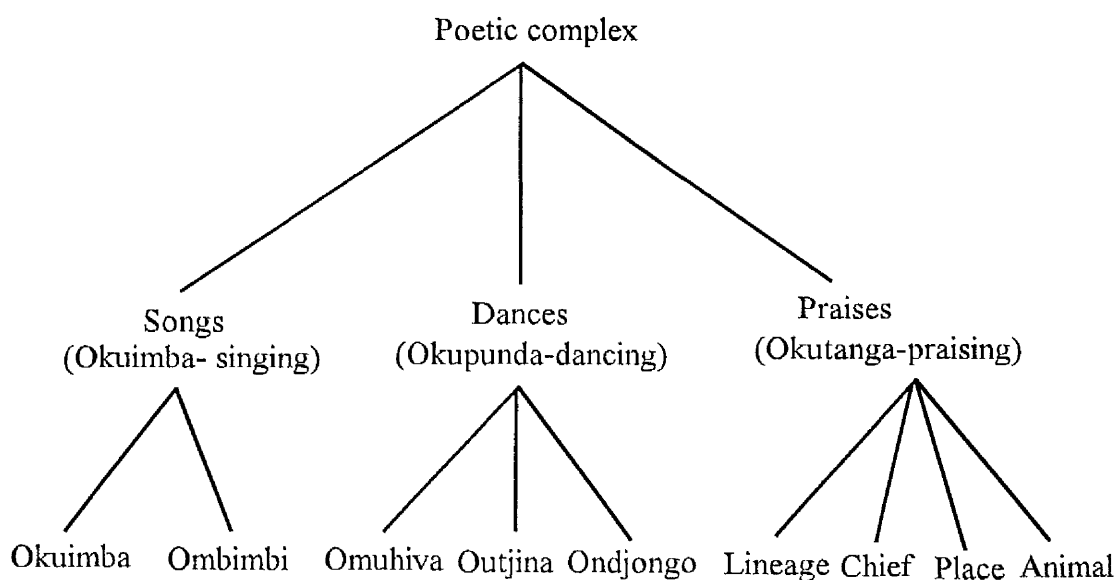 Poetic complex
Songs
(Okuimba- singing)
Dances
(Okupunda-dancing)
Praises
(Okutanga-praising)
Okuimba Ombimbi Omuhiva Outjina Ondjongo Lineage Chief Place Animal